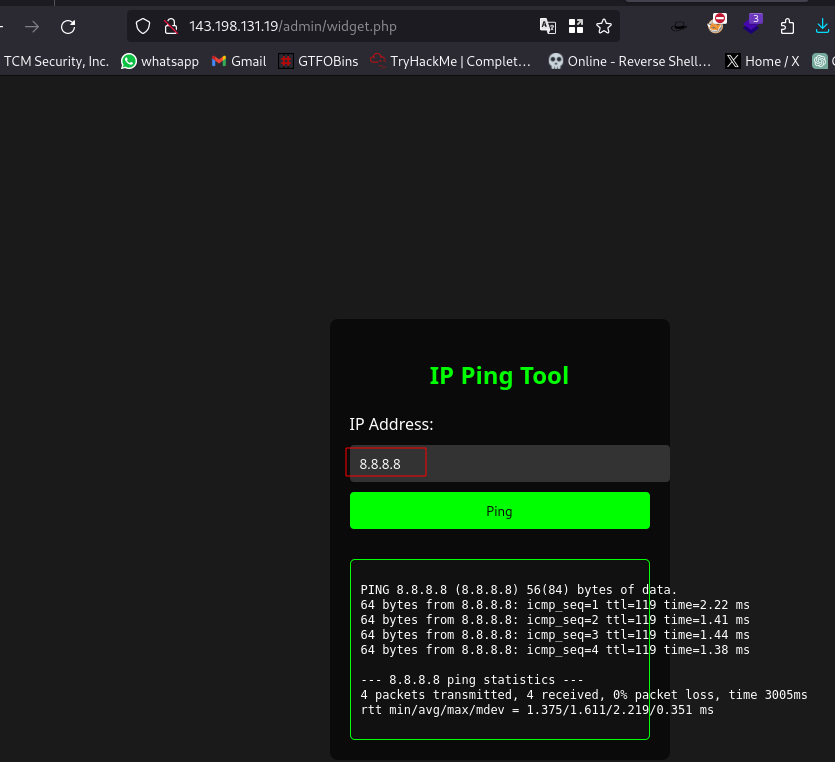 143.198.131.19/admin/widget.php
3
TCM Security, Inc. whatsapp Gmail GTFOBins TryHackMe | Complet… Online - Reverse Shell… X Home / X
IP Ping Tool
IP Address:
8.8.8.8
Ping
PING 8.8.8.8 (8.8.8.8) 56(84) bytes of data.
64 bytes from 8.8.8.8: icmp_seq=1 ttl=119 time=2.22 ms
64 bytes from 8.8.8.8: icmp_seq=2 ttl=119 time=1.41 ms
64 bytes from 8.8.8.8: icmp_seq=3 ttl=119 time=1.44 ms
64 bytes from 8.8.8.8: icmp_seq=4 ttl=119 time=1.38 ms
--- 8.8.8.8 ping statistics ---
4 packets transmitted, 4 received, 0% packet loss, time 3005ms
rtt min/avg/max/mdev = 1.375/1.611/2.219/0.351 ms